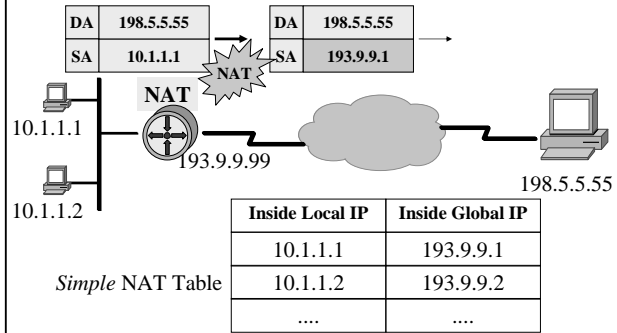 DA 198.5.5.55 DA 198.5.5.55
SA 10.1.1.1 SA 193.9.9.1
NAT
NAT
10.1.1.1
193.9.9.99
198.5.5.55
10.1.1.2
Inside Local IP Inside Global IP
10.1.1.1 193.9.9.1
Simple NAT Table 10.1.1.2 193.9.9.2
.... ....